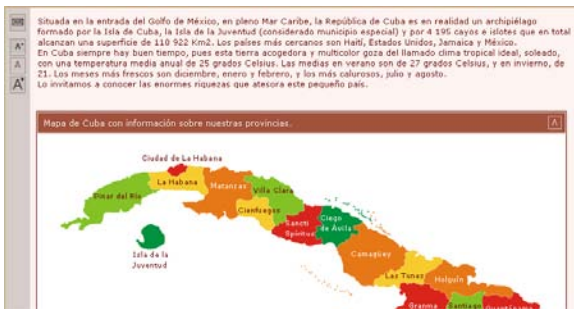 Situada en la entrada del Golfo de México, en pleno Mar Caribe, la República de Cuba es en realidad un archipiélago
formado por la Isla de Cuba, la Isla de la Juventud (considerado municipio especial) y por 4 195 cayos e islotes que en total
alcanzan una superficie de 110 922 Km2. Los países más cercanos son Haití, Estados Unidos, Jamaica y México.
En Cuba siempre hay buen tiempo, pues esta tierra acogedora y multicolor goza del llamado clima tropical ideal, soleado,
con una temperatura media anual de 25 grados Celsius. Las medias en verano son de 27 grados Celsius, y en invierno, de
21. Los meses más frescos son diciembre, enero y febrero, y los más calurosos, julio y agosto.
Lo invitamos a conocer las enormes riquezas que atesora este pequeño país.
A
A
A
Mapa de Cuba con información sobre nuestras provincias.
Ciudad de La Habana
La Habana
Matanzas
Villa Clara
Pinar del Río
Cienfuegos
Sancti
Spíritus
Ciego
de Ávila
Isla de la
Juventud
Camagüey
Las Tunas
Holguín
Granma
Santiago
Guantánamo